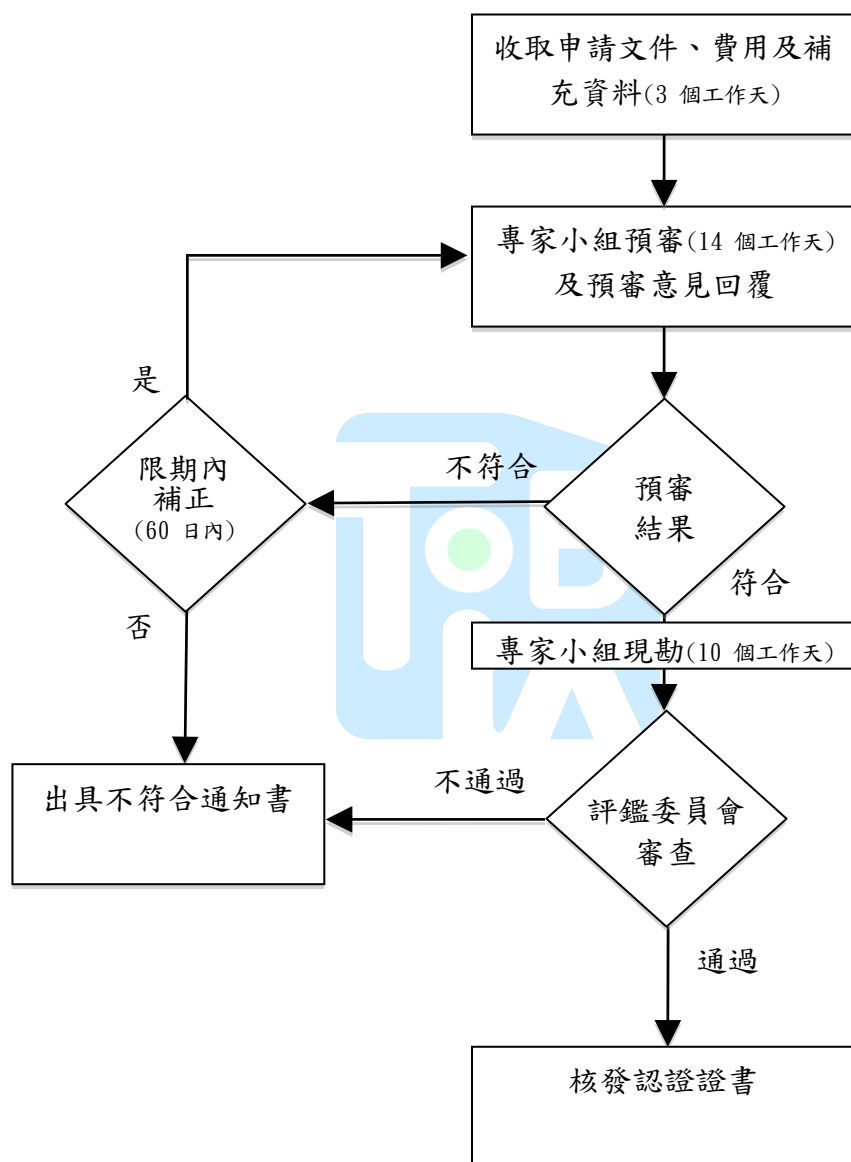 收取申請文件、費用及補
充資料(3 個工作天)
專家小組預審(14 個工作天)
及預審意見回覆
是
限期內
補正
(60 日內)
不符合
預審
結果
符合
否
專家小組現勘(10 個工作天)
出具不符合通知書
不通過
評鑑委員會
審查
通過
核發認證證書